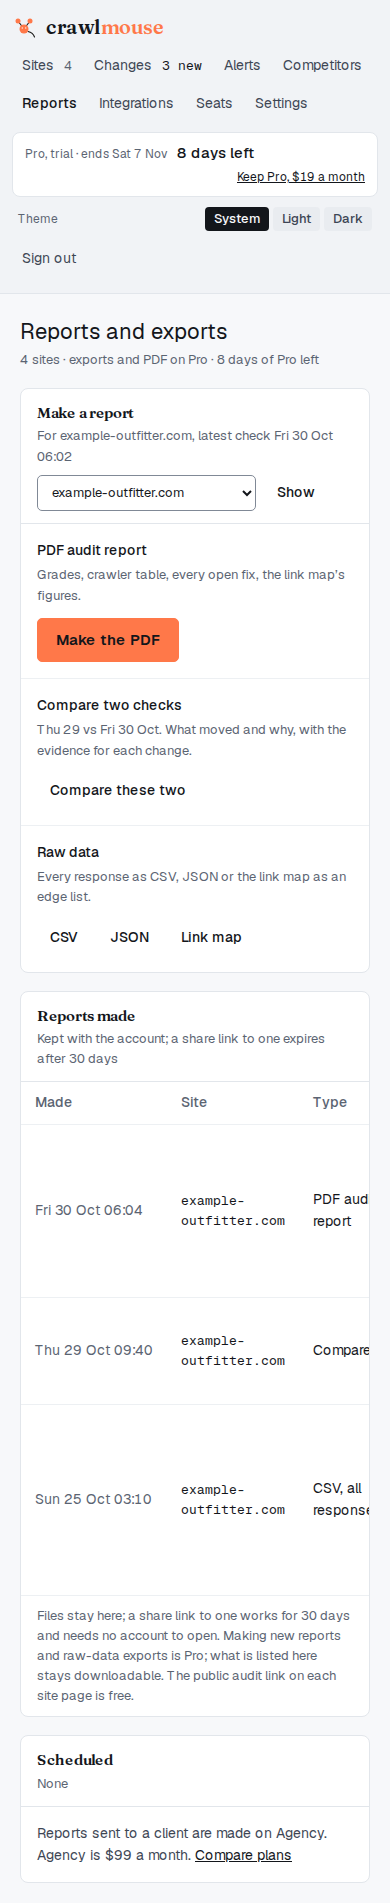 crawlmouse
Sites 4 Changes 3 new Alerts Competitors
Reports Integrations Seats Settings
Pro, trial · ends Sat 7 Nov 8 days left
Keep Pro, $19 a month
Theme System Light Dark
Sign out
Reports and exports
4 sites · exports and PDF on Pro · 8 days of Pro left
Make a report
For example-outfitter.com, latest check Fri 30 Oct
06:02
example-outfitter.com Show
PDF audit report
Grades, crawler table, every open fix, the link map's
figures.
Make the PDF
Compare two checks
Thu 29 vs Fri 30 Oct. What moved and why, with the
evidence for each change.
Compare these two
Raw data
Every response as CSV, JSON or the link map as an
edge list.
CSV JSON Link map
Reports made
Kept with the account; a share link to one expires
after 30 days
Made Site Type
Fri 30 Oct 06:04 example-
outfitter.com PDF aud
report
Thu 29 Oct 09:40 example-
outfitter.com Compare
Sun 25 Oct 03:10 example-
outfitter.com CSV, all
response
Files stay here; a share link to one works for 30 days
and needs no account to open. Making new reports
and raw-data exports is Pro; what is listed here
stays downloadable. The public audit link on each
site page is free.
Scheduled
None
Reports sent to a client are made on Agency.
Agency is $99 a month. Compare plans